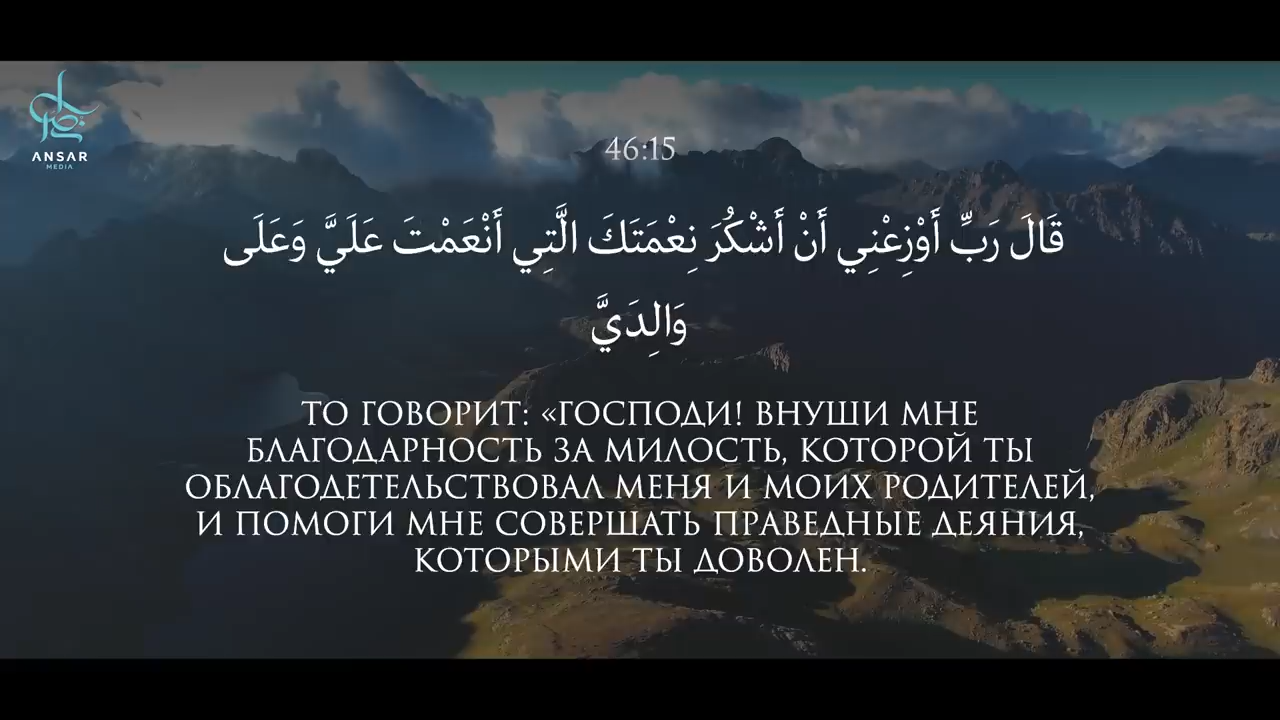 ANSAR
MEDIA
46:15
قَالَ رَبِّ أَوْزِعْنِي أَنْ أَشْكُرَ نِعْمَتَكَ الَّتِي أَنْعَمْتَ عَلَيَّ وَعَلَى
وَالِدَيَّ
ТО ГОВОРИТ: «ГОСПОДИ! ВНУШИ МНЕ
БЛАГОДАРНОСТЬ ЗА МИЛОСТЬ, КОТОРОЙ ТЫ
ОБЛАГОДЕТЕЛЬСТВОВАЛ МЕНЯ И МОИХ РОДИТЕЛЕЙ,
И ПОМОГИ МНЕ СОВЕРШАТЬ ПРАВЕДНЫЕ ДЕЯНИЯ,
КОТОРЫМИ ТЫ ДОВОЛЕН.